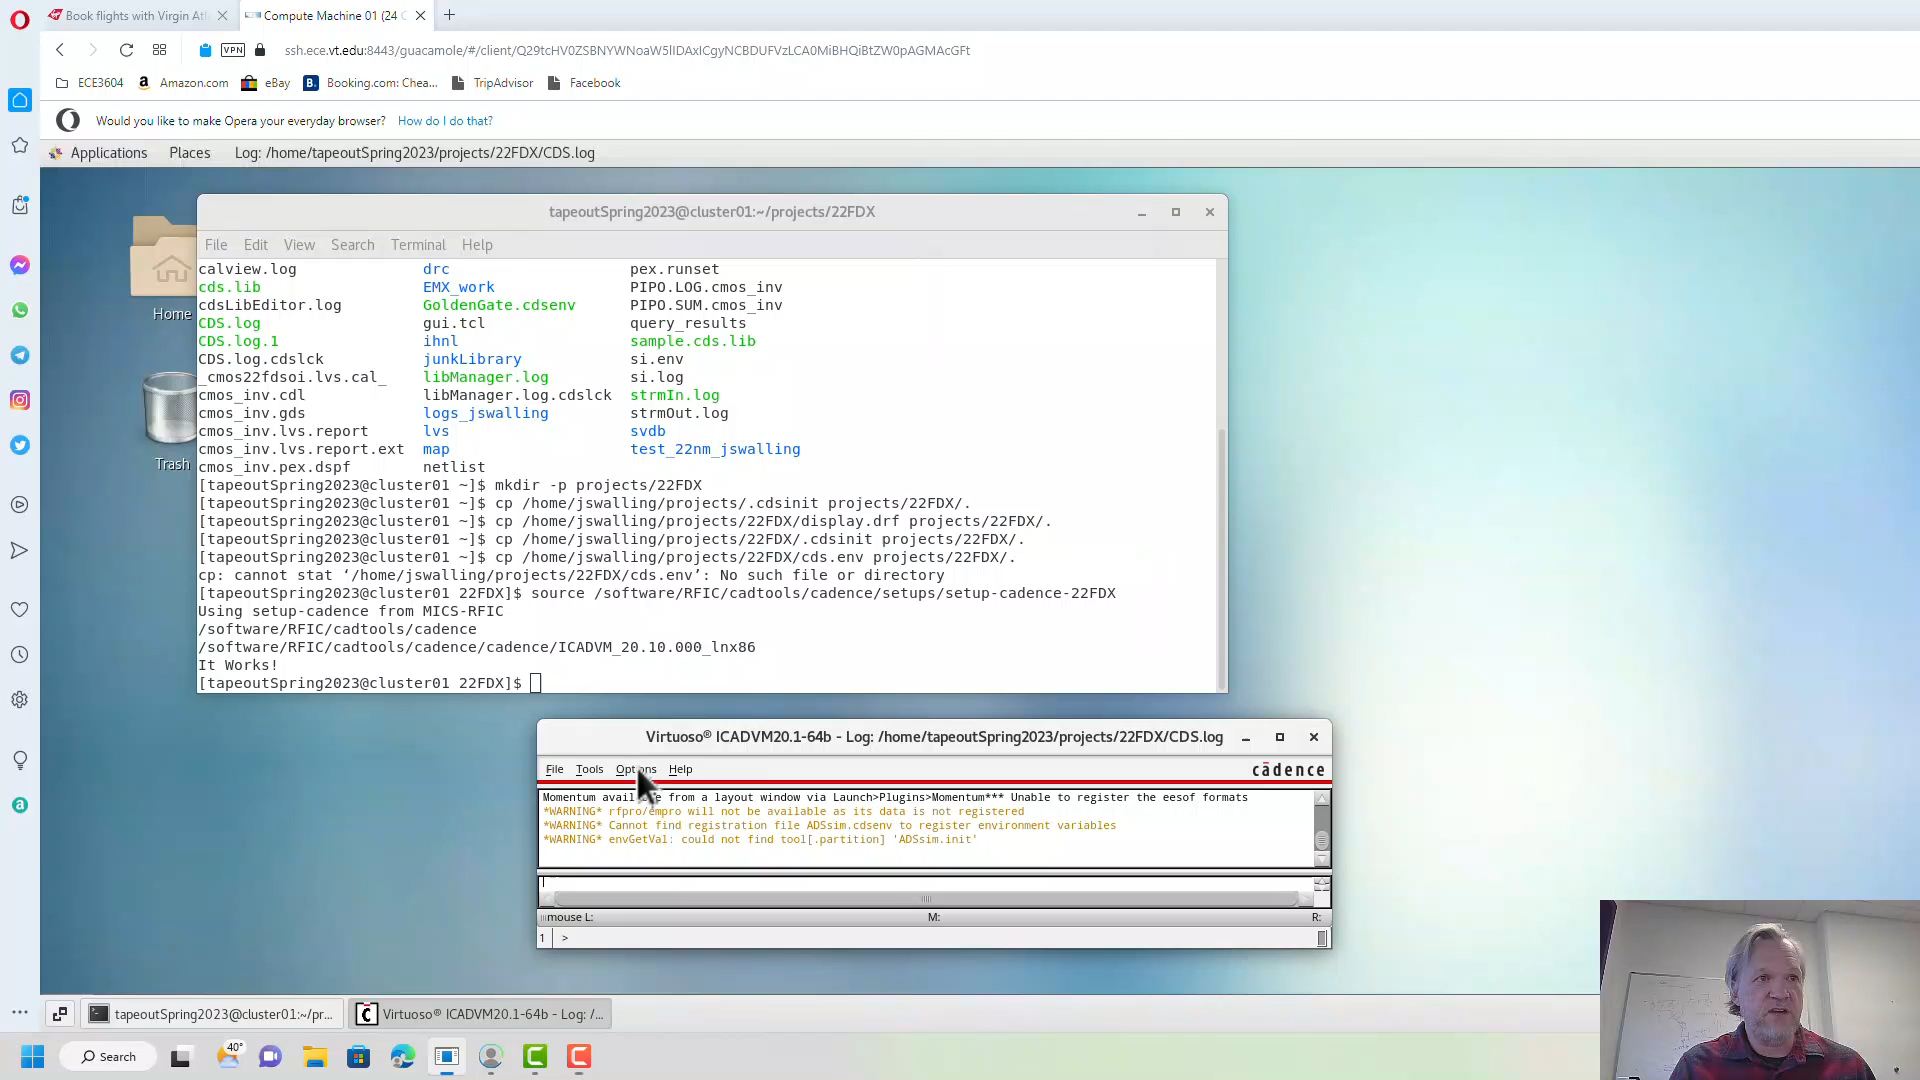 Book flights with Virgin Atl
Compute Machine 01 (24 C
VPN
ssh.ece.vt.edu:8443/guacamole/#/client/Q29tcHV0ZSBNYWNoaW5lIDAxICgyNCBDUFVzLCA0MiBHQiBtZW0pAGMAcGFt
ECE3604
Amazon.com
eBay
Booking.com: Chea...
TripAdvisor
Facebook
Would you like to make Opera your everyday browser? How do I do that?
Applications Places Log: /home/tapeoutSpring2023/projects/22FDX/CDS.log
Home
Trash
tapeoutSpring2023@cluster01:~/projects/22FDX
File Edit View Search Terminal Help
calview.log drc pex.runset
cds.lib EMX_work PIPO.LOG.cmos_inv
cdsLibEditor.log GoldenGate.cdsenv PIPO.SUM.cmos_inv
CDS.log gui.tcl query_results
CDS.log.1 ihnl sample.cds.lib
CDS.log.cdslck junkLibrary si.env
_cmos22fdsoi.lvs.cal_ libManager.log si.log
cmos_inv.cdl libManager.log.cdslck strmIn.log
cmos_inv.gds logs_jswalling strmOut.log
cmos_inv.lvs.report lvs svdb
cmos_inv.lvs.report.ext map test_22nm_jswalling
cmos_inv.pex.dspf netlist
[tapeoutSpring2023@cluster01 ~]$ mkdir -p projects/22FDX
[tapeoutSpring2023@cluster01 ~]$ cp /home/jswalling/projects/.cdsinit projects/22FDX/.
[tapeoutSpring2023@cluster01 ~]$ cp /home/jswalling/projects/22FDX/display.drf projects/22FDX/.
[tapeoutSpring2023@cluster01 ~]$ cp /home/jswalling/projects/22FDX/.cdsinit projects/22FDX/.
[tapeoutSpring2023@cluster01 ~]$ cp /home/jswalling/projects/22FDX/cds.env projects/22FDX/.
cp: cannot stat ‘/home/jswalling/projects/22FDX/cds.env’: No such file or directory
[tapeoutSpring2023@cluster01 22FDX]$ source /software/RFIC/cadtools/cadence/setups/setup-cadence-22FDX
Using setup-cadence from MICS-RFIC
/software/RFIC/cadtools/cadence
/software/RFIC/cadtools/cadence/cadence/ICADVM_20.10.000_lnx86
It Works!
[tapeoutSpring2023@cluster01 22FDX]$
Virtuoso® ICADVM20.1-64b - Log: /home/tapeoutSpring2023/projects/22FDX/CDS.log
File Tools Options Help cādence
Momentum from a layout window via Launch>Plugins>Momentum*** Unable to register the eesof formats
*WARNING* rfpro/empro will not be available as its data is not registered
*WARNING* Cannot find registration file ADSsim.cdsenv to register environment variables
*WARNING* envGetVal: could not find tool[.partition] 'ADSsim.init'
mouse L: M: R:
1 >
tapeoutSpring2023@cluster01:~/pr...
Virtuoso® ICADVM20.1-64b - Log: /...
Search
40°